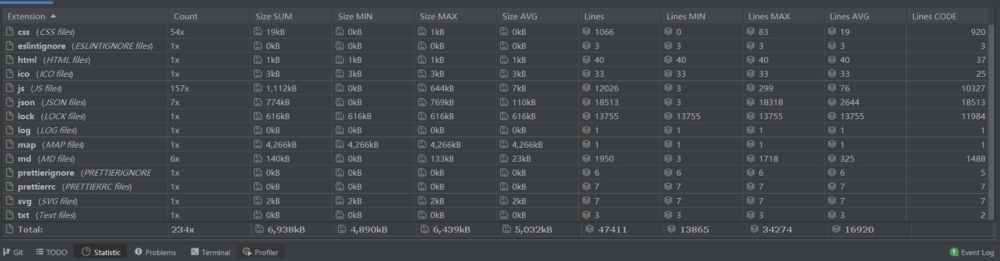 Extension Count Size SUM Size MIN Size MAX Size AVG Lines Lines MIN Lines MAX Lines AVG Lines CODE
css (CSS files) 54x 19kB 0kB 1kB 0kB 1066 0 83 19 920
eslintignore (ESLINTIGNORE files) 1x 0kB 0kB 0kB 0kB 3 3 3 3 3
html (HTML files) 1x 1kB 1kB 1kB 1kB 40 40 40 40 37
ico (ICO files) 1x 3kB 3kB 3kB 3kB 33 33 33 33 25
js (JS files) 157x 1,112kB 0kB 644kB 7kB 12026 3 299 76 10327
json (JSON files) 7x 774kB 0kB 769kB 110kB 18513 3 18318 2644 18513
lock (LOCK files) 1x 616kB 616kB 616kB 616kB 13755 13755 13755 13755 11984
log (LOG files) 1x 0kB 0kB 0kB 0kB 1 1 1 1 1
map (MAP files) 1x 4,266kB 4,266kB 4,266kB 4,266kB 1 1 1 1 1
md (MD files) 6x 140kB 0kB 133kB 23kB 1950 3 1718 325 1488
prettierignore (PRETTIERIGNORE 1x 0kB 0kB 0kB 0kB 6 6 6 6 5
prettierrc (PRETTIERRC files) 1x 0kB 0kB 0kB 0kB 7 7 7 7 7
svg (SVG files) 1x 2kB 2kB 2kB 2kB 7 7 7 7 7
txt (Text files) 1x 0kB 0kB 0kB 0kB 3 3 3 3 2
Total: 234x 6,938kB 4,890kB 6,439kB 5,032kB 47411 13865 34274 16920
Git TODO Statistic Problems Terminal Profiler 1 Event Log